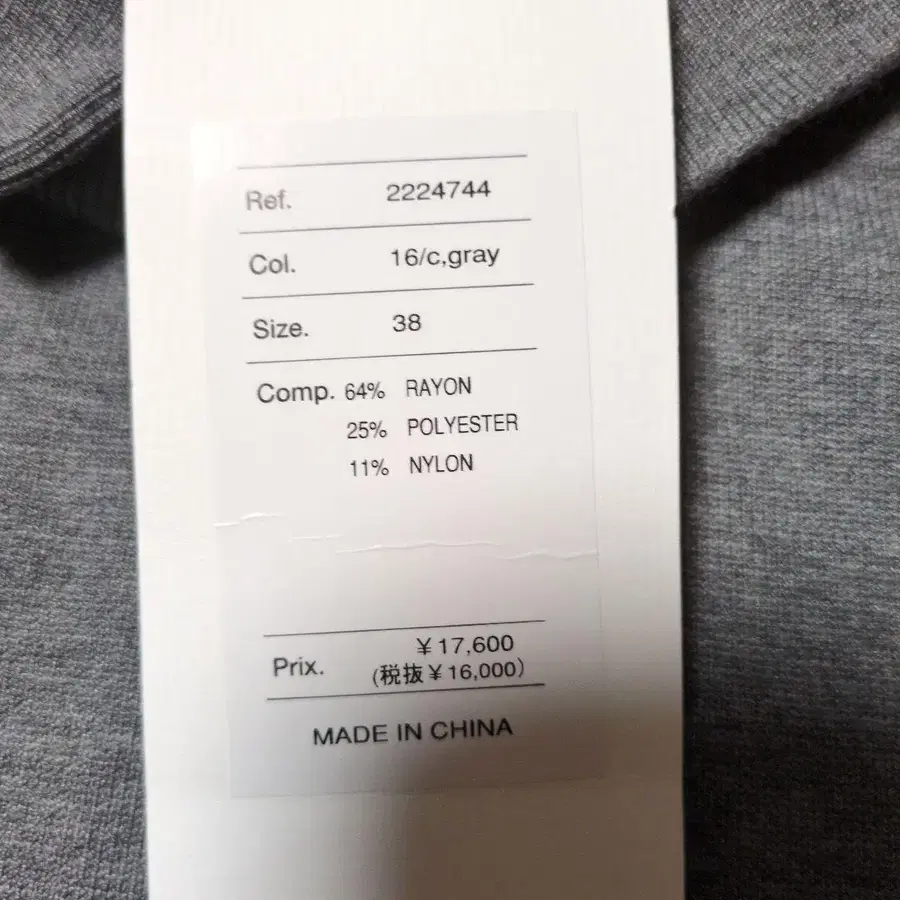 Ref. 2224744
Col. 16/c,gray
Size. 38
Comp. 64% RAYON
25% POLYESTER
11% NYLON
Prix. ¥17,600
(税抜¥16,000)
MADE IN CHINA